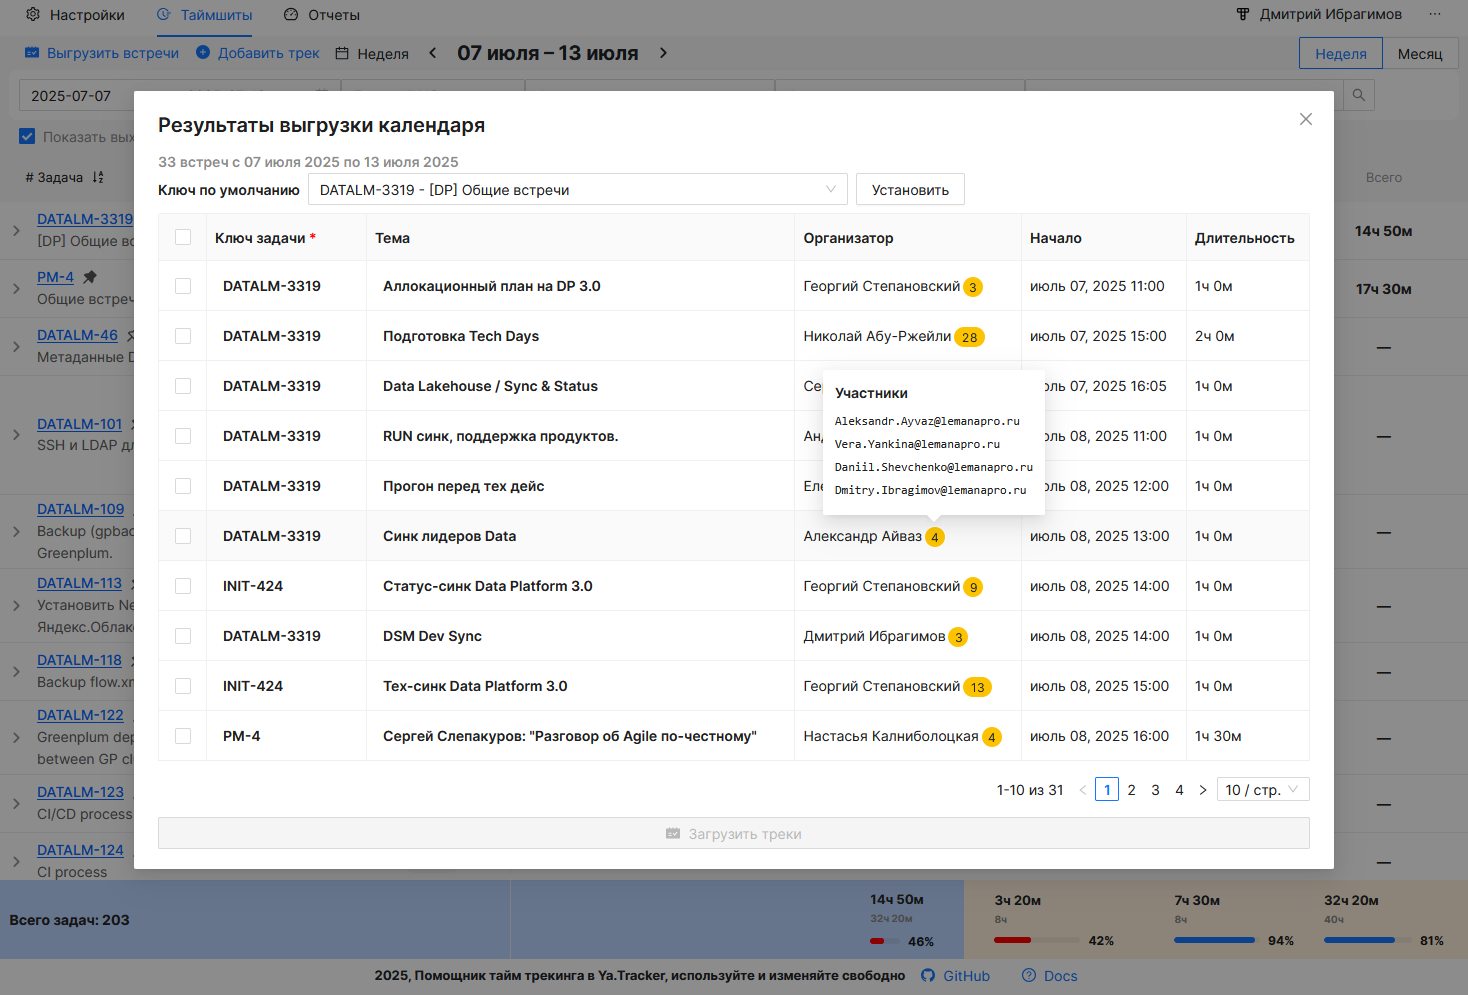 Настройки Таймшиты Отчеты Дмитрий Ибрагимов ...
Выгрузить встречи Добавить трек Неделя 07 июля – 13 июля Неделя Месяц
2025-07-07
Показать вых
# Задача Всего
DATALM-3319
[DP] Общие вс
14ч 50м
PM-4
Общие встреч
17ч 30м
DATALM-46
Метаданные D
—
DATALM-101
SSH и LDAP дл
—
DATALM-109
Backup (gpbac
Greenplum.
—
DATALM-113
Установить Ne
Яндекс.Облак
—
DATALM-118
Backup flow.xm
—
DATALM-122
Greenplum dep
between GP cl
—
DATALM-123
CI/CD process
—
DATALM-124
CI process
—
Результаты выгрузки календаря
33 встреч с 07 июля 2025 по 13 июля 2025
Ключ по умолчанию DATALM-3319 - [DP] Общие встречи Установить
Ключ задачи * Тема Организатор Начало Длительность
DATALM-3319 Аллокационный план на DP 3.0 Георгий Степановский 3 июль 07, 2025 11:00 1ч 0м
DATALM-3319 Подготовка Tech Days Николай Абу-Ржейли 28 июль 07, 2025 15:00 2ч 0м
DATALM-3319 Data Lakehouse / Sync & Status Сер оль 07, 2025 16:05 1ч 0м
DATALM-3319 RUN синк, поддержка продуктов. Анд оль 08, 2025 11:00 1ч 0м
DATALM-3319 Прогон перед тех дейс Еле оль 08, 2025 12:00 1ч 0м
DATALM-3319 Синк лидеров Data Александр Айваз 4 июль 08, 2025 13:00 1ч 0м
INIT-424 Статус-синк Data Platform 3.0 Георгий Степановский 9 июль 08, 2025 14:00 1ч 0м
DATALM-3319 DSM Dev Sync Дмитрий Ибрагимов 3 июль 08, 2025 14:00 1ч 0м
INIT-424 Тех-синк Data Platform 3.0 Георгий Степановский 13 июль 08, 2025 15:00 1ч 0м
PM-4 Сергей Слепакуров: "Разговор об Agile по-честному" Настасья Калниболоцкая 4 июль 08, 2025 16:00 1ч 30м
Участники
Aleksandr.Ayvaz@lemanapro.ru
Vera.Yankina@lemanapro.ru
Daniil.Shevchenko@lemanapro.ru
Dmitry.Ibragimov@lemanapro.ru
1-10 из 31 < 1 2 3 4 > 10 / стр.
Загрузить треки
Всего задач: 203
14ч 50м 3ч 20м 7ч 30м 32ч 20м
32ч 20м 8ч 8ч 40ч
46% 42% 94% 81%
2025, Помощник тайм трекинга в Ya.Tracker, используйте и изменяйте свободно GitHub Docs